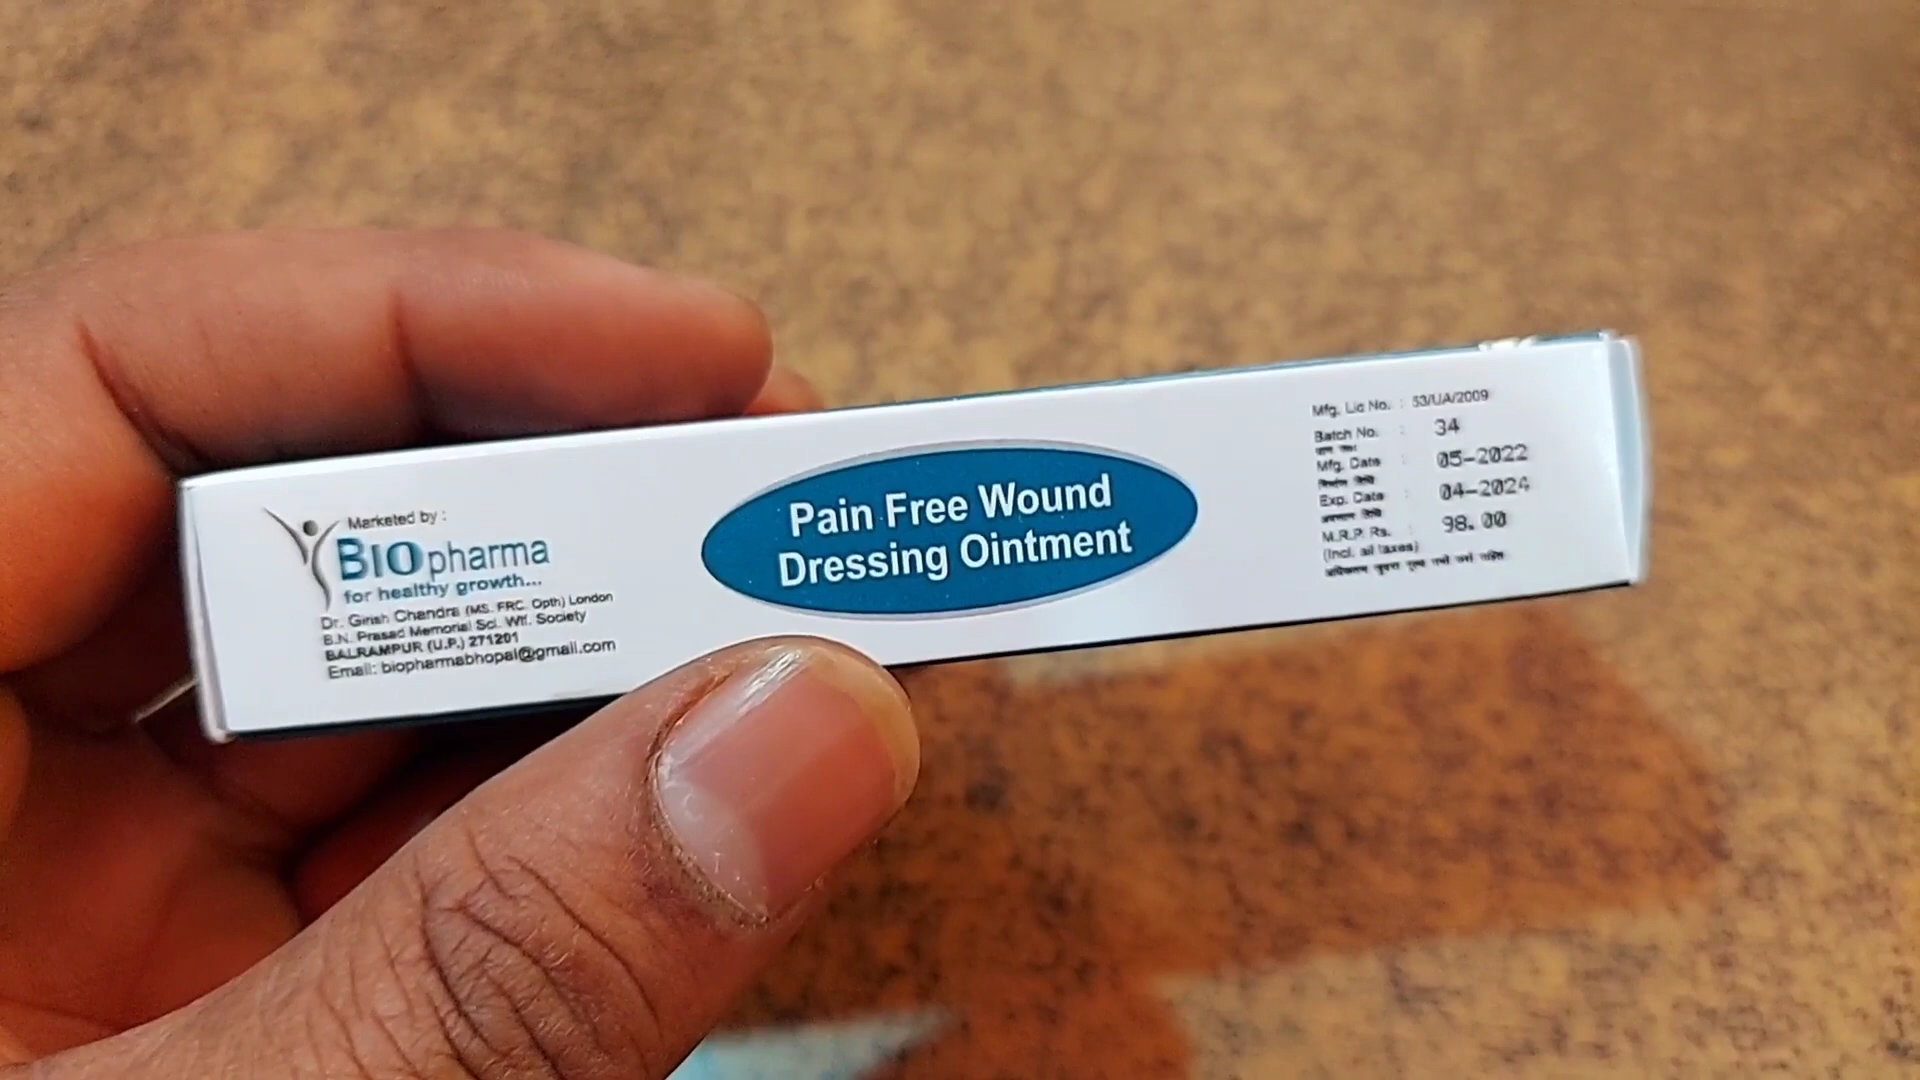 Marketed by :
BIOpharma
for healthy growth...
Dr. Girish Chandra (MS. FRC. Opth) London
B.N. Prasad Memorial Sci. Wlf. Society
BALRAMPUR (U.P.) 271201
Email: biopharmabhopal@gmail.com
Pain Free Wound
Dressing Ointment
Mfg. Lic No. : 53/UA/2009
Batch No. : 34
Mfg. Date : 05-2022
निर्माण तिथि
Exp. Date : 04-2024
अवसान तिथि
M.R.P. Rs. : 98.00
(Incl. all taxes)